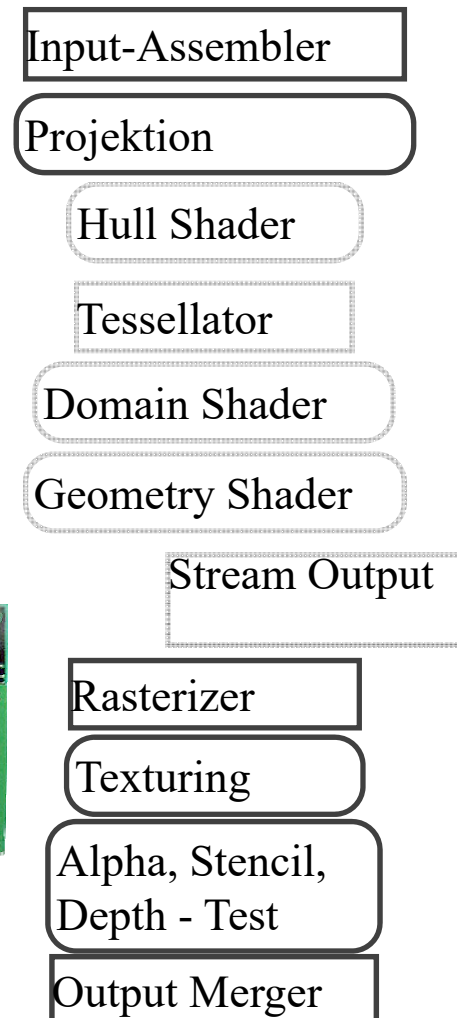 Input-Assembler
Projektion
Hull Shader
Tessellator
Domain Shader
Geometry Shader
Stream Output
Rasterizer
Texturing
Alpha, Stencil,
Depth - Test
Output Merger